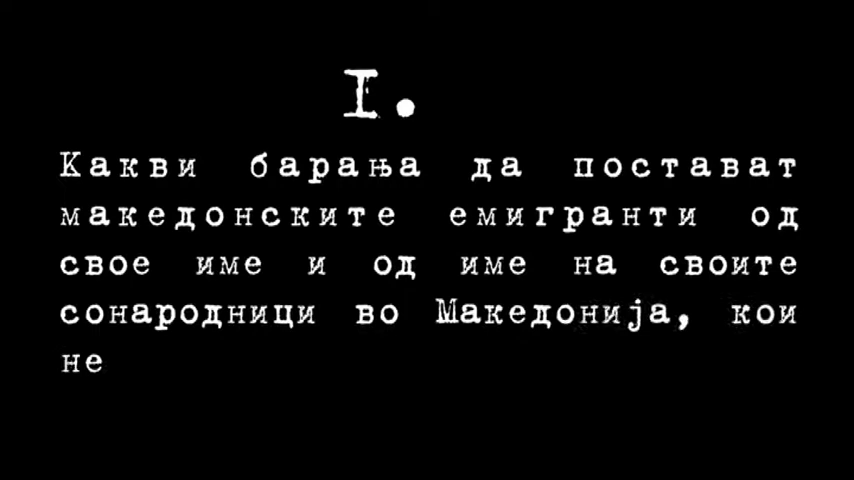 I.
Какви барања да постават
македонските емигранти од
свое име и од име на своите
сонародници во Македонија, кои
не